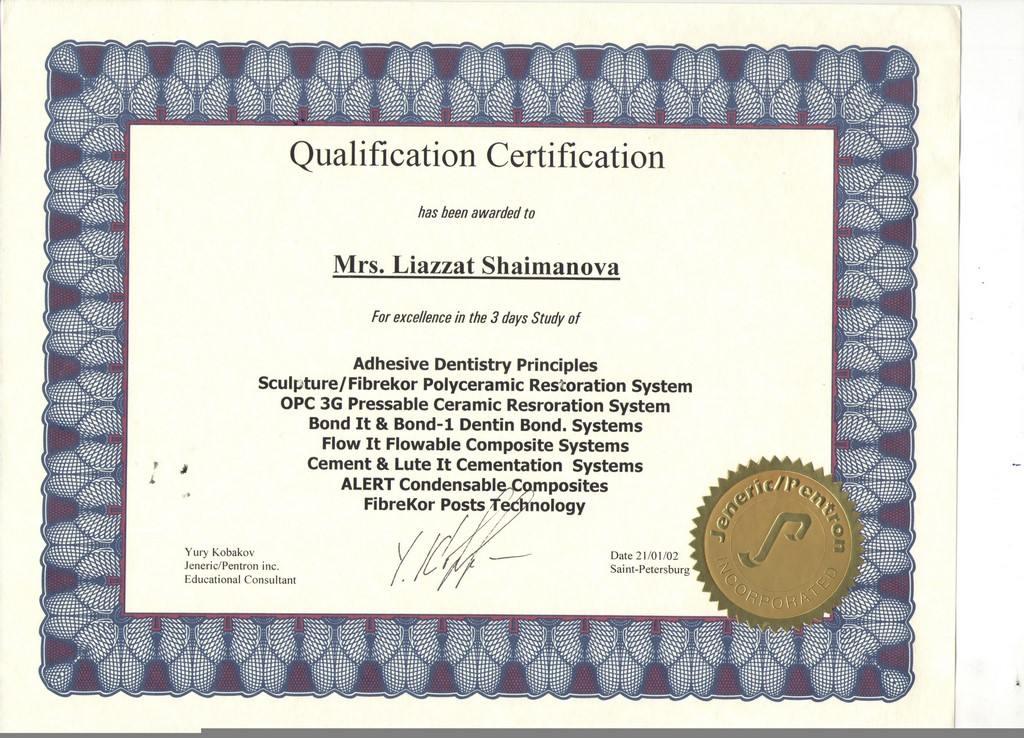 Qualification Certification
has been awarded to
Mrs. Liazzat Shaimanova
For excellence in the 3 days Study of
Adhesive Dentistry Principles
Sculpture/Fibrekor Polyceramic Restoration System
OPC 3G Pressable Ceramic Resroration System
Bond It & Bond-1 Dentin Bond. Systems
Flow It Flowable Composite Systems
Cement & Lute It Cementation Systems
ALERT Condensable Composites
FibreKor Posts Technology
Yury Kobakov
Jeneric/Pentron inc.
Educational Consultant
Date 21/01/02
Saint-Petersburg
Jeneric/Pentron
INCORPORATED